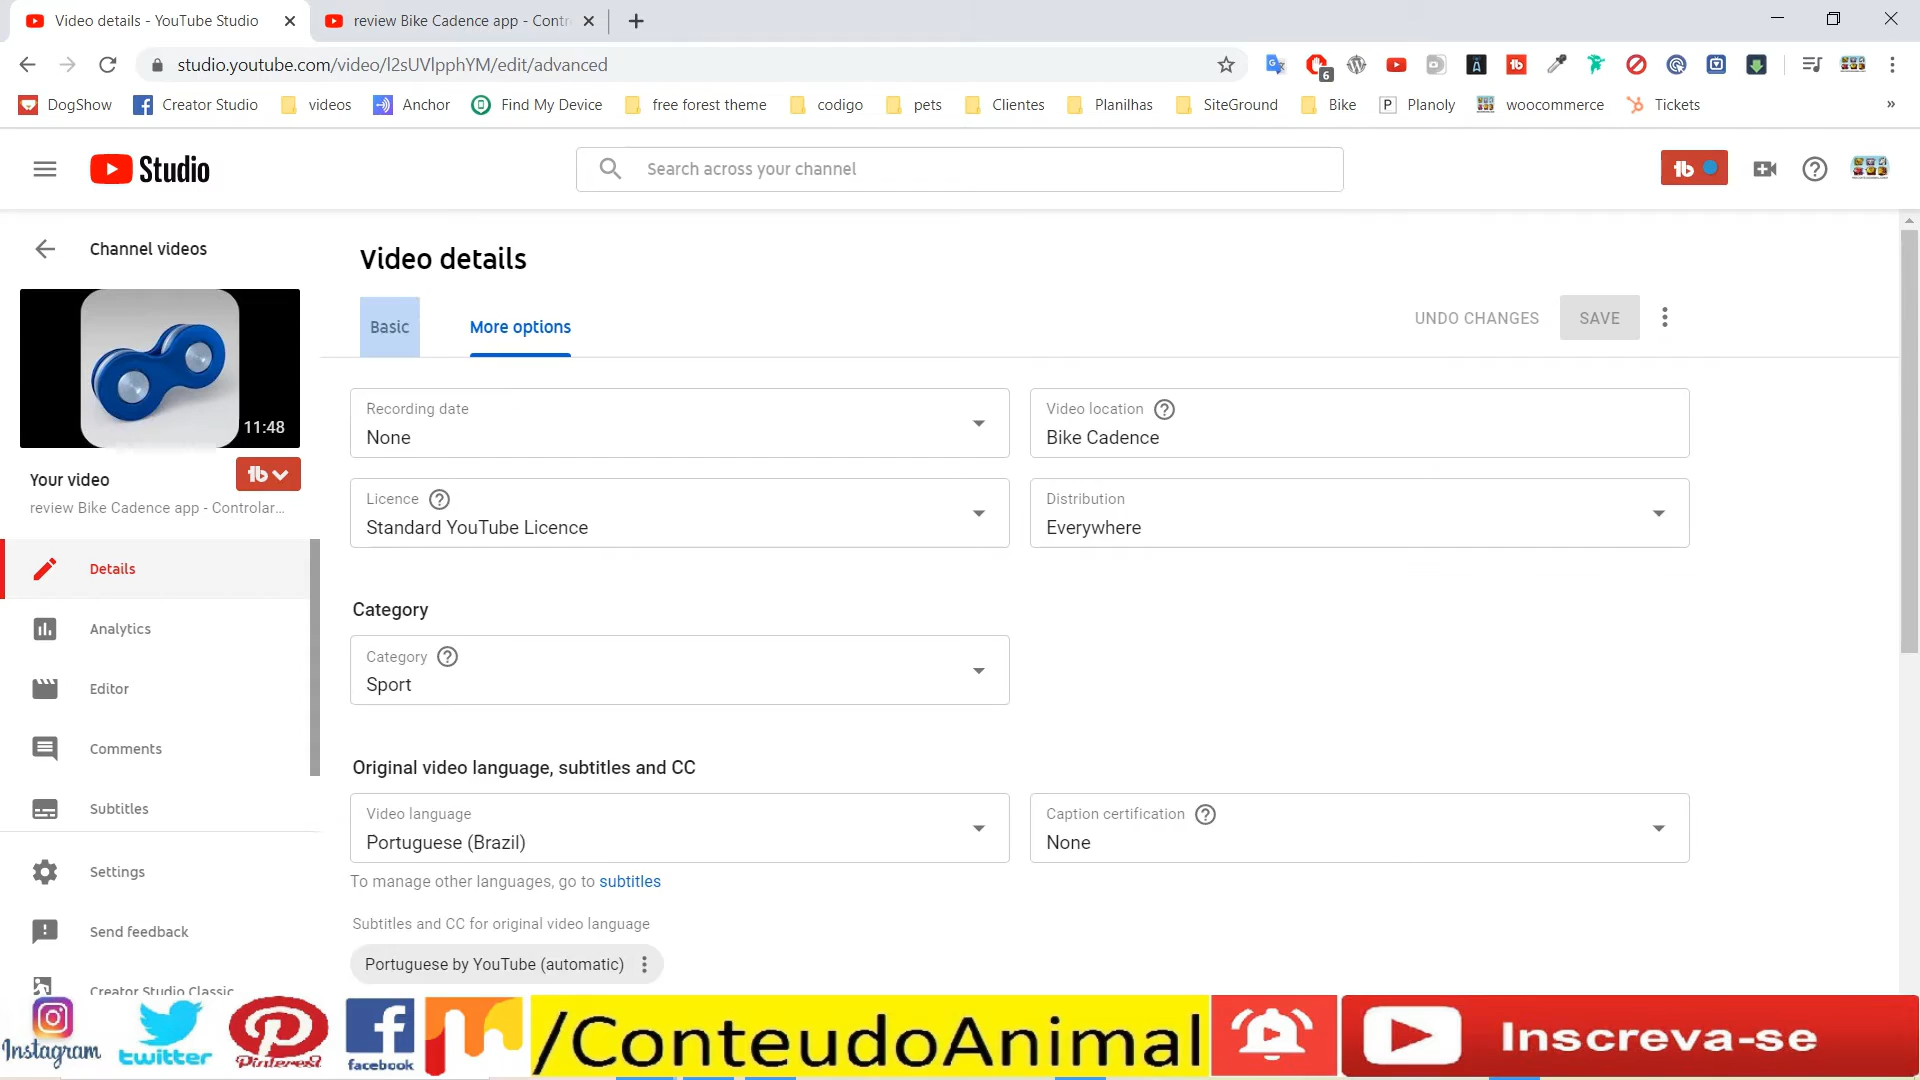 Video details - YouTube Studio
review Bike Cadence app - Contr
studio.youtube.com/video/l2sUVlpphYM/edit/advanced
6
DogShow
Creator Studio
videos
Anchor
Find My Device
free forest theme
codigo
pets
Clientes
Planilhas
SiteGround
Bike
Planoly
woocommerce
Tickets
»
Studio
Search across your channel
tb
Channel videos
Video details
Basic
More options
UNDO CHANGES
SAVE
11:48
Your video
tb
review Bike Cadence app - Controlar...
Details
Analytics
Editor
Comments
Subtitles
Settings
Send feedback
Creator Studio Classic
Recording date
None
Video location
Bike Cadence
Licence
Standard YouTube Licence
Distribution
Everywhere
Category
Category
Sport
Original video language, subtitles and CC
Video language
Portuguese (Brazil)
Caption certification
None
To manage other languages, go to subtitles
Subtitles and CC for original video language
Portuguese by YouTube (automatic)
Instagram
twitter
Pinterest
facebook
/ConteudoAnimal
Inscreva-se